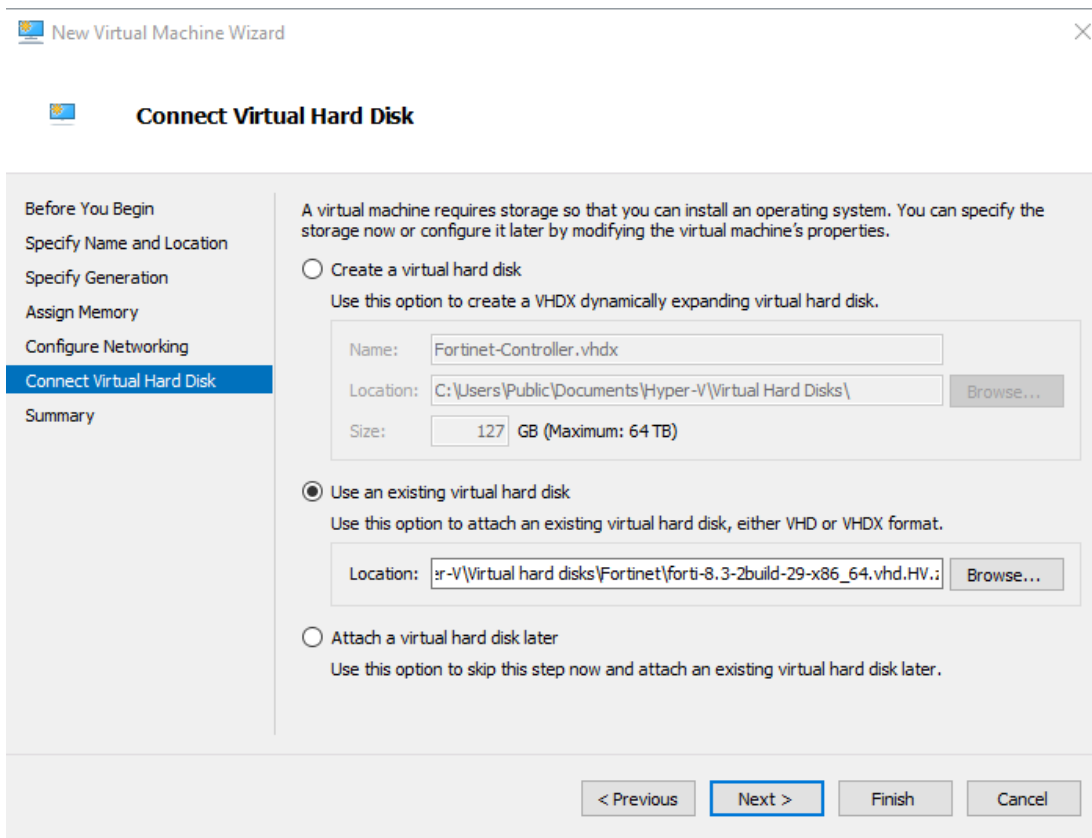 New Virtual Machine Wizard
Connect Virtual Hard Disk
Before You Begin
Specify Name and Location
Specify Generation
Assign Memory
Configure Networking
Connect Virtual Hard Disk
Summary
A virtual machine requires storage so that you can install an operating system. You can specify the
storage now or configure it later by modifying the virtual machine's properties.
Create a virtual hard disk
Use this option to create a VHDX dynamically expanding virtual hard disk.
Name: Fortinet-Controller.vhdx
Location: C:\Users\Public\Documents\Hyper-V\Virtual Hard Disks\ Browse...
Size: 127 GB (Maximum: 64 TB)
Use an existing virtual hard disk
Use this option to attach an existing virtual hard disk, either VHD or VHDX format.
Location: er-V\Virtual hard disks\Fortinet\forti-8.3-2build-29-x86_64.vhd.HV.z Browse...
Attach a virtual hard disk later
Use this option to skip this step now and attach an existing virtual hard disk later.
< Previous Next > Finish Cancel